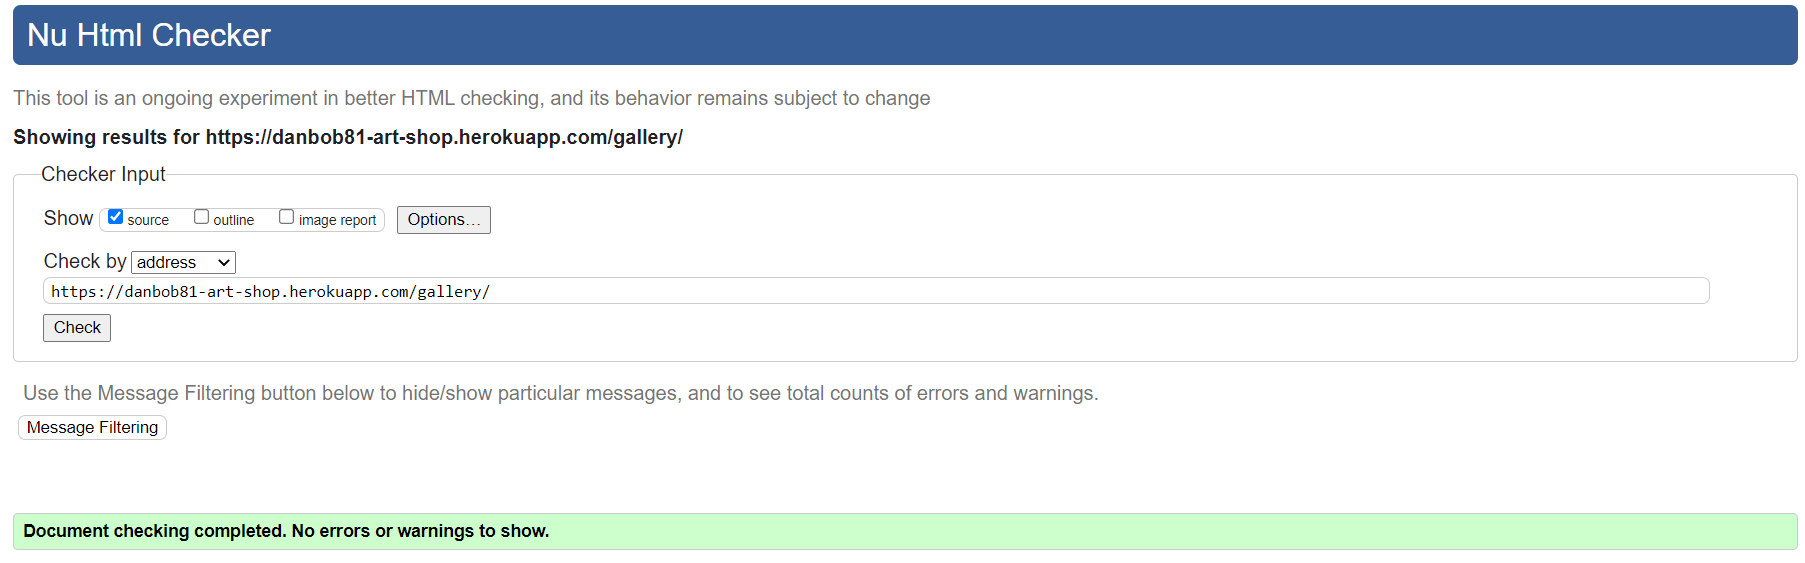 Nu Html Checker
This tool is an ongoing experiment in better HTML checking, and its behavior remains subject to change
Showing results for https://danbob81-art-shop.herokuapp.com/gallery/
Checker Input
Show source outline image report Options…
Check by address
https://danbob81-art-shop.herokuapp.com/gallery/
Check
Use the Message Filtering button below to hide/show particular messages, and to see total counts of errors and warnings.
Message Filtering
Document checking completed. No errors or warnings to show.